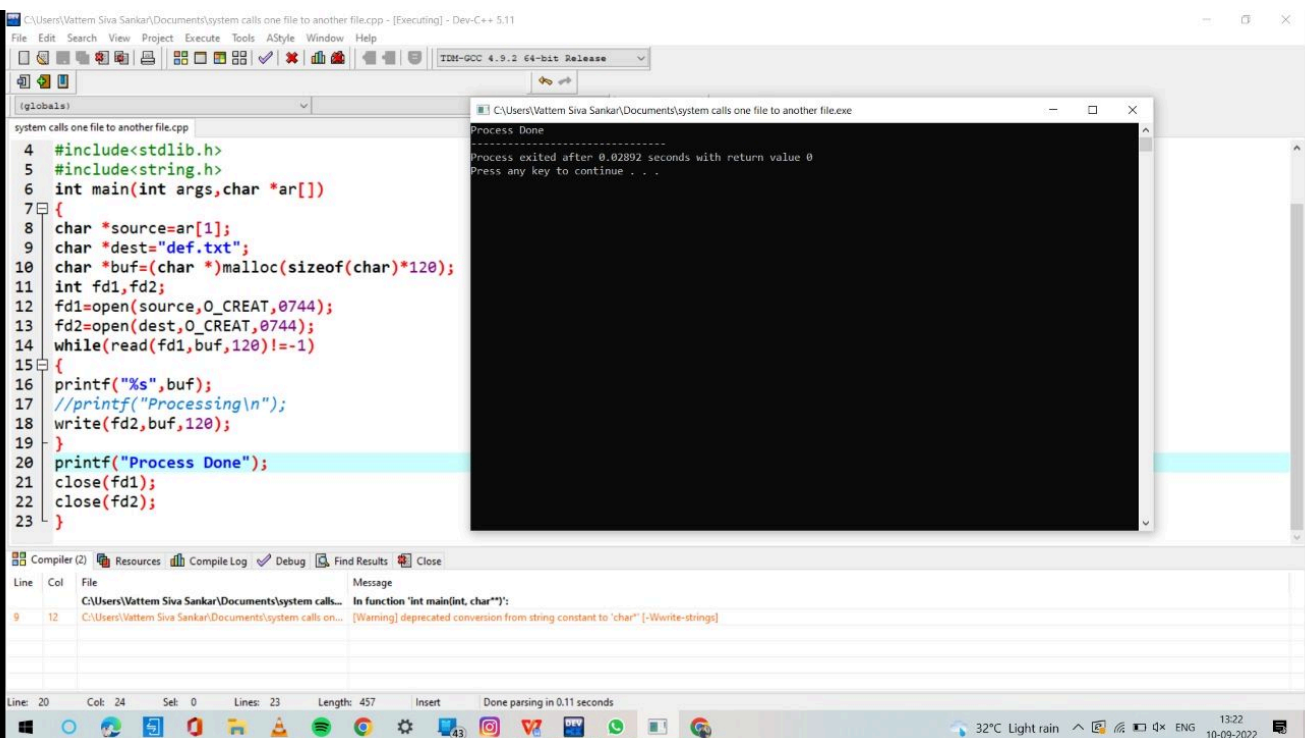 C:\Users\Vattem Siva Sankar\Documents\system calls one file to another file.cpp - [Executing] - Dev-C++ 5.11
File Edit Search View Project Execute Tools AStyle Window Help
TDM-GCC 4.9.2 64-bit Release
(globals)
system calls one file to another file.cpp
4 #include<stdlib.h>
5 #include<string.h>
6 int main(int args,char *ar[])
7 {
8 char *source=ar[1];
9 char *dest="def.txt";
10 char *buf=(char *)malloc(sizeof(char)*120);
11 int fd1,fd2;
12 fd1=open(source,O_CREAT,0744);
13 fd2=open(dest,O_CREAT,0744);
14 while(read(fd1,buf,120)!=-1)
15 {
16 printf("%s",buf);
17 //printf("Processing\n");
18 write(fd2,buf,120);
19 }
20 printf("Process Done");
21 close(fd1);
22 close(fd2);
23 }
C:\Users\Vattem Siva Sankar\Documents\system calls one file to another file.exe
Process Done
--------------------------------
Process exited after 0.02892 seconds with return value 0
Press any key to continue . . .
Compiler (2) Resources Compile Log Debug Find Results Close
Line Col File Message
C:\Users\Vattem Siva Sankar\Documents\system calls... In function 'int main(int, char**)':
9 12 C:\Users\Vattem Siva Sankar\Documents\system calls on... [Warning] deprecated conversion from string constant to 'char*' [-Wwrite-strings]
Line: 20 Col: 24 Sel: 0 Lines: 23 Length: 457 Insert Done parsing in 0.11 seconds
43
DEV
32°C Light rain ENG 13:22
10-09-2022